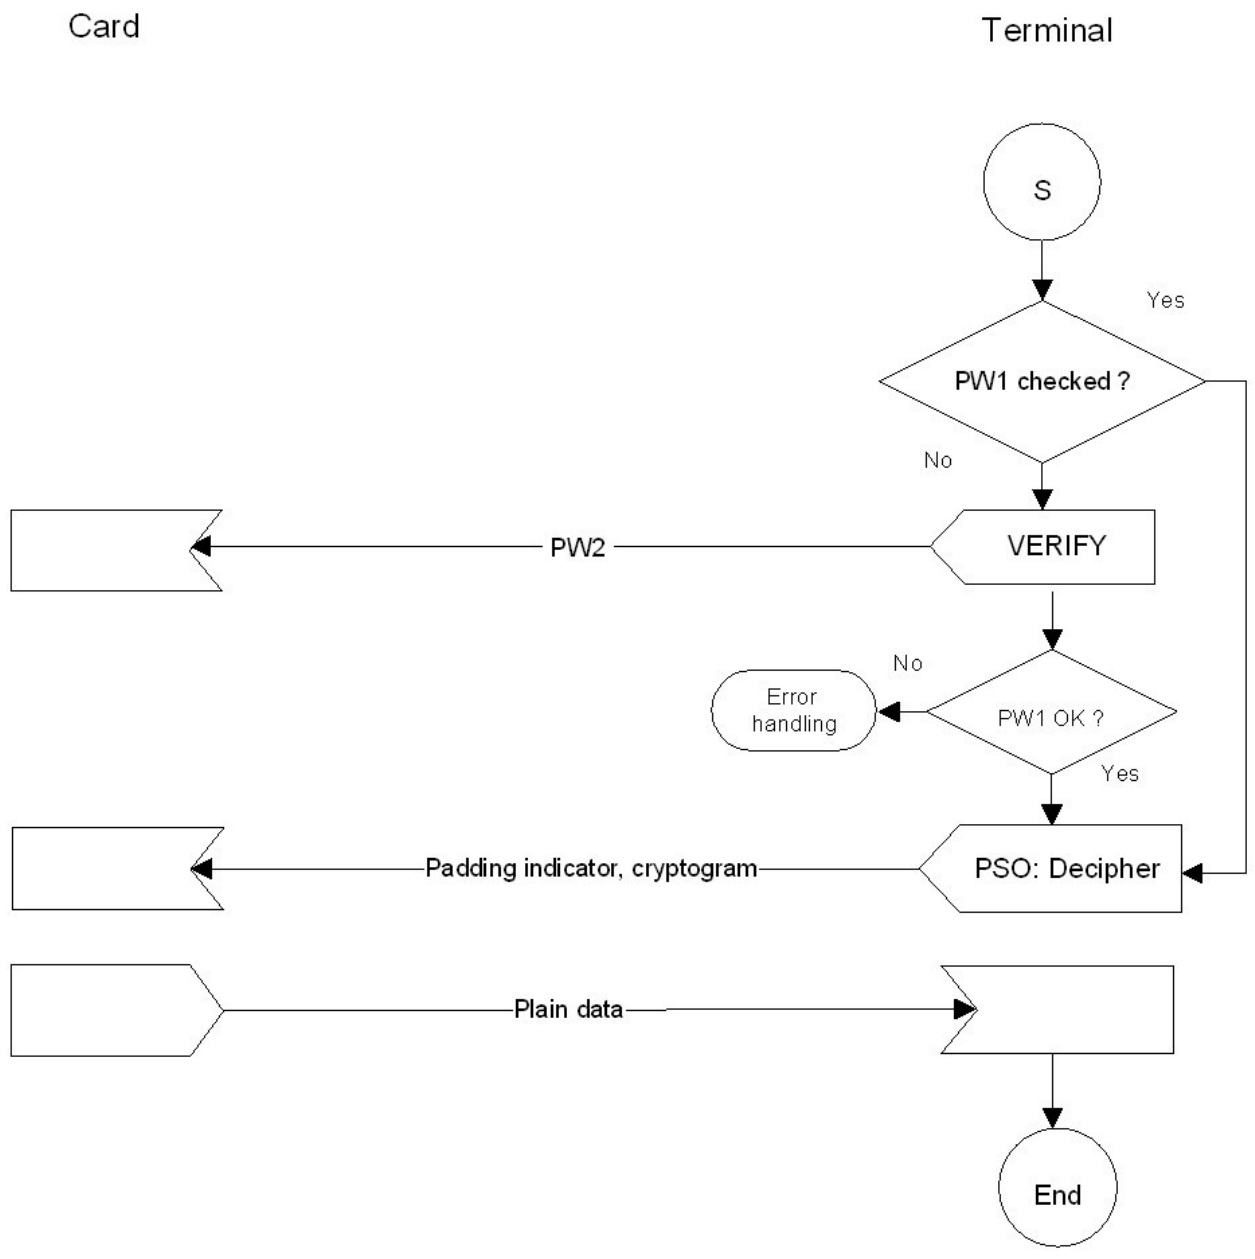 Card
Terminal
S
Yes
PW1 checked ?
No
PW2
VERIFY
No
Error
handling
PW1 OK ?
Yes
Padding indicator, cryptogram
PSO: Decipher
Plain data
End